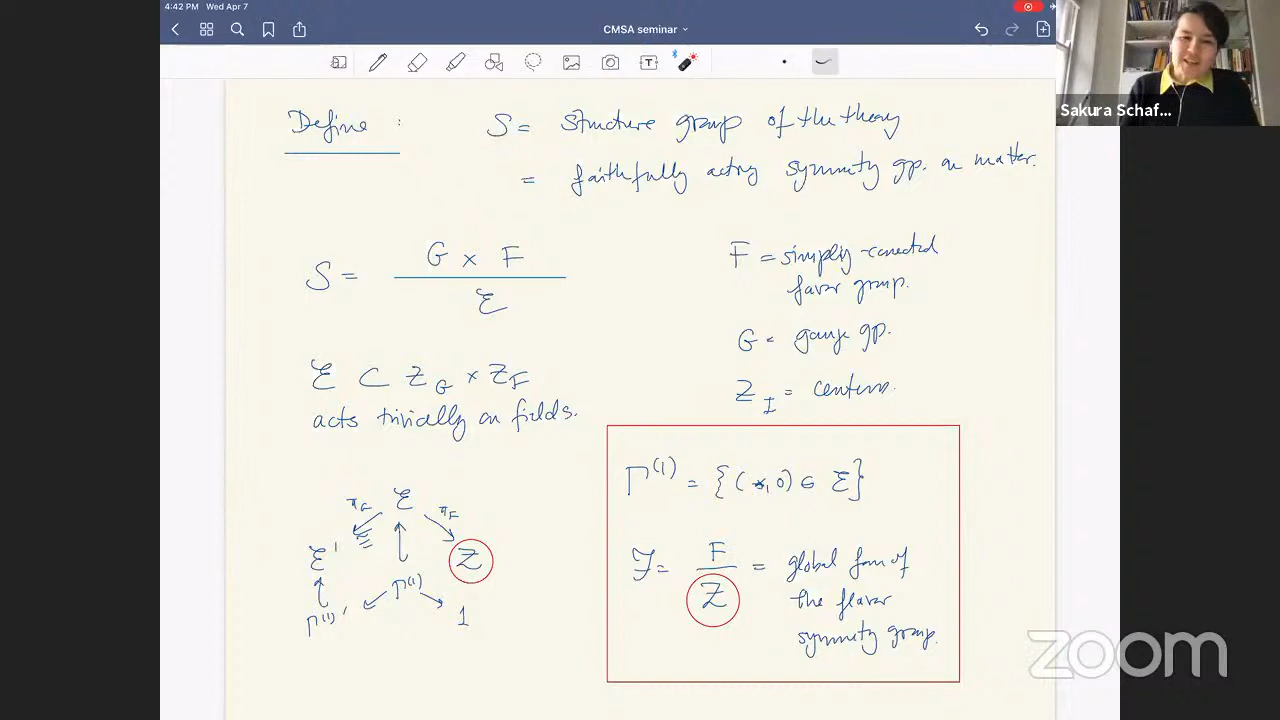 4:42 PM Wed Apr 7
CMSA seminar
Sakura Schaf...
Define :
S = structure group of the theory
= faithfully acting symmetry gp. on matter.
S = G × F / ℰ
F = simply-connected
flavor group.
G = gauge gp.
Z_I = centers.
ℰ ⊂ Z_G × Z_F
acts trivially on fields.
Γ^(1) = {(*,0) ∈ ℰ}
π_G ℰ π_F
ℰ' Z
Γ^(1)' Γ^(1) 1
ℱ = F / Z = global form of
the flavor
symmetry group.
zoom